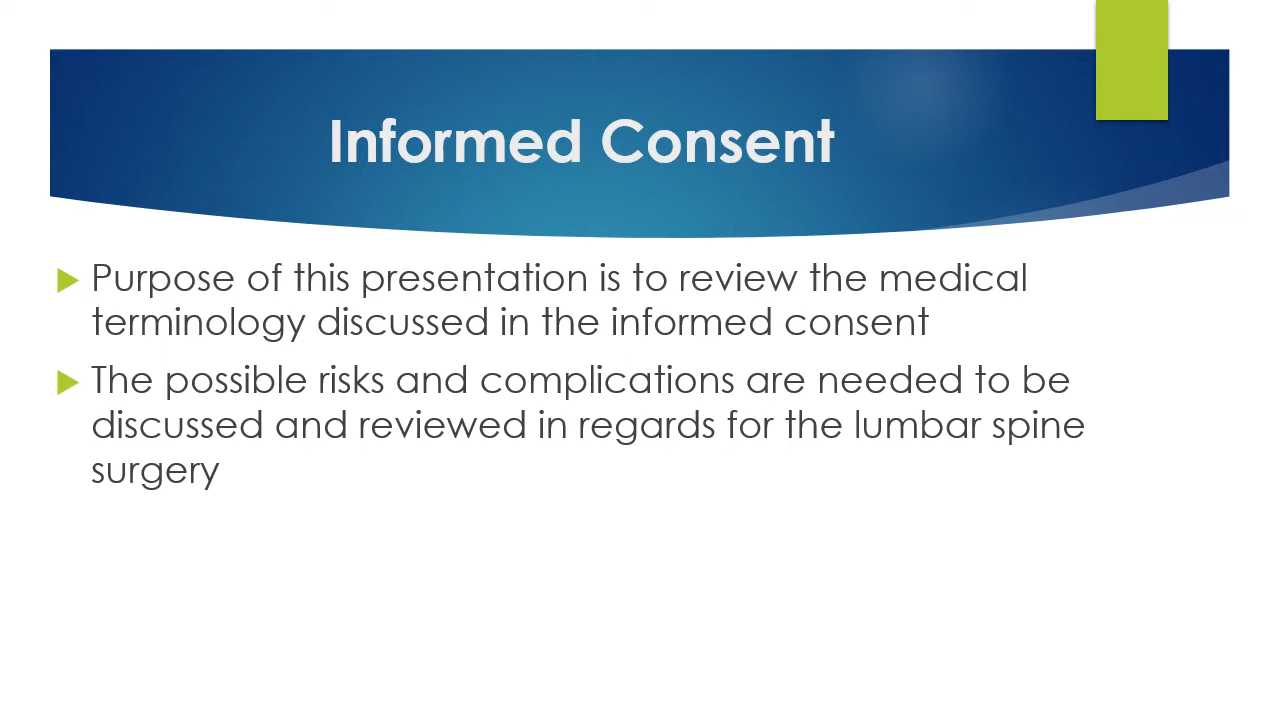 Informed Consent
Purpose of this presentation is to review the medical
terminology discussed in the informed consent
The possible risks and complications are needed to be
discussed and reviewed in regards for the lumbar spine
surgery